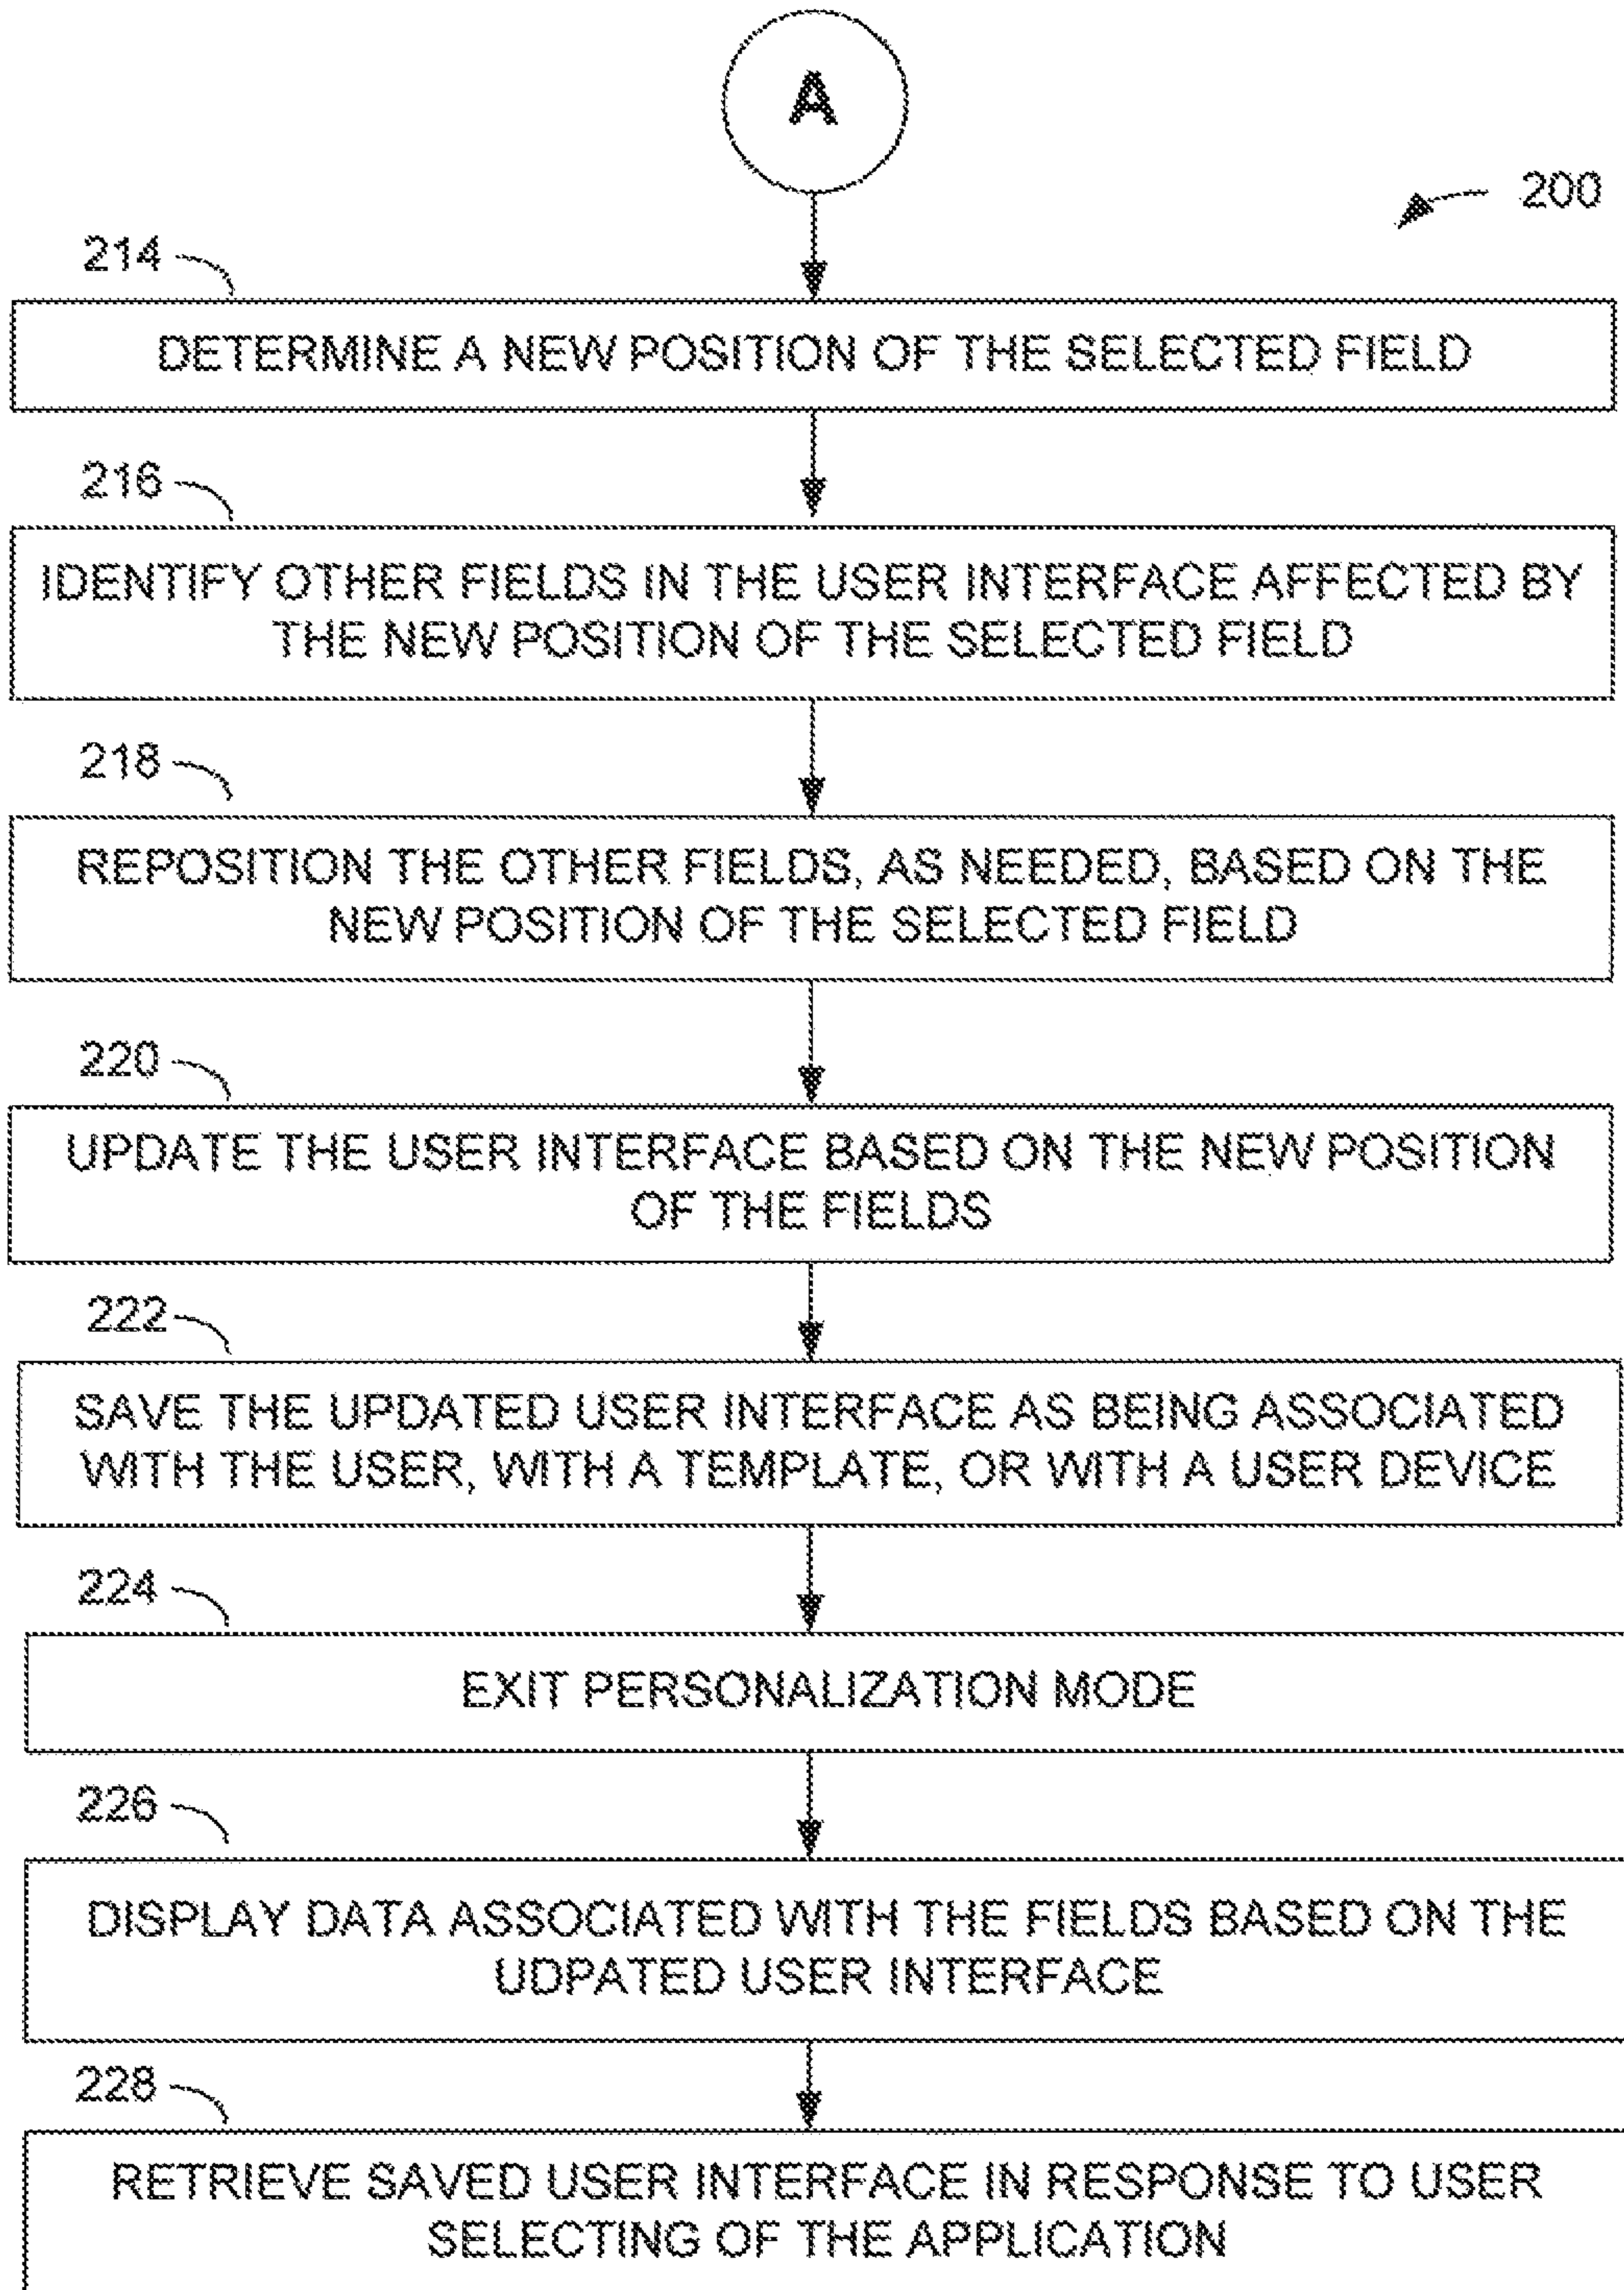 A
200
214
DETERMINE A NEW POSITION OF THE SELECTED FIELD
216
IDENTIFY OTHER FIELDS IN THE USER INTERFACE AFFECTED BY
THE NEW POSITION OF THE SELECTED FIELD
218
REPOSITION THE OTHER FIELDS, AS NEEDED, BASED ON THE
NEW POSITION OF THE SELECTED FIELD
220
UPDATE THE USER INTERFACE BASED ON THE NEW POSITION
OF THE FIELDS
222
SAVE THE UPDATED USER INTERFACE AS BEING ASSOCIATED
WITH THE USER, WITH A TEMPLATE, OR WITH A USER DEVICE
224
EXIT PERSONALIZATION MODE
226
DISPLAY DATA ASSOCIATED WITH THE FIELDS BASED ON THE
UDPATED USER INTERFACE
228
RETRIEVE SAVED USER INTERFACE IN RESPONSE TO USER
SELECTING OF THE APPLICATION